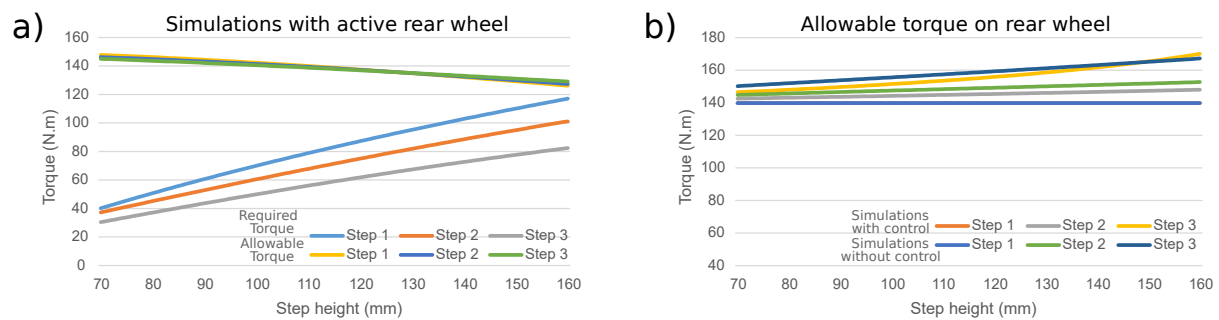 a)
Simulations with active rear wheel
160
140
120
100
80
60
40
20
0
Torque (N.m)
Required
Torque
Step 1 Step 2 Step 3
Allowable
Torque
Step 1 Step 2 Step 3
70 80 90 100 110 120 130 140 150 160
Step height (mm)
b)
Allowable torque on rear wheel
180
160
140
120
100
80
60
40
Torque (N.m)
Simulations
with control
Step 1 Step 2 Step 3
Simulations
without control
Step 1 Step 2 Step 3
70 80 90 100 110 120 130 140 150 160
Step height (mm)